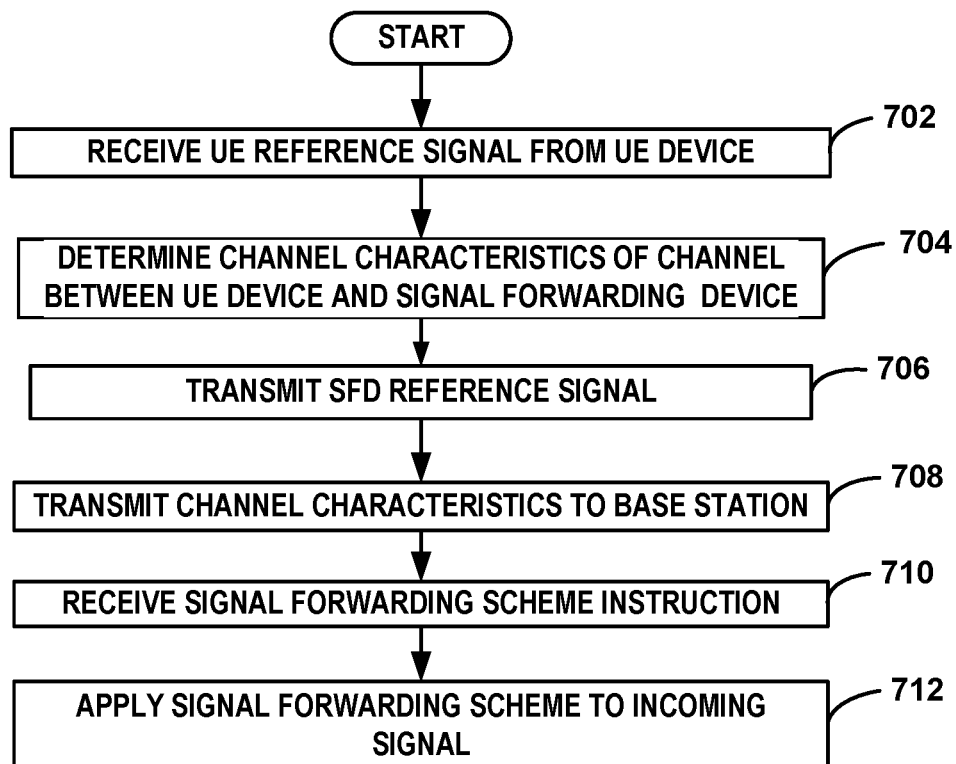 START
702
RECEIVE UE REFERENCE SIGNAL FROM UE DEVICE
704
DETERMINE CHANNEL CHARACTERISTICS OF CHANNEL
BETWEEN UE DEVICE AND SIGNAL FORWARDING DEVICE
706
TRANSMIT SFD REFERENCE SIGNAL
708
TRANSMIT CHANNEL CHARACTERISTICS TO BASE STATION
710
RECEIVE SIGNAL FORWARDING SCHEME INSTRUCTION
712
APPLY SIGNAL FORWARDING SCHEME TO INCOMING
SIGNAL